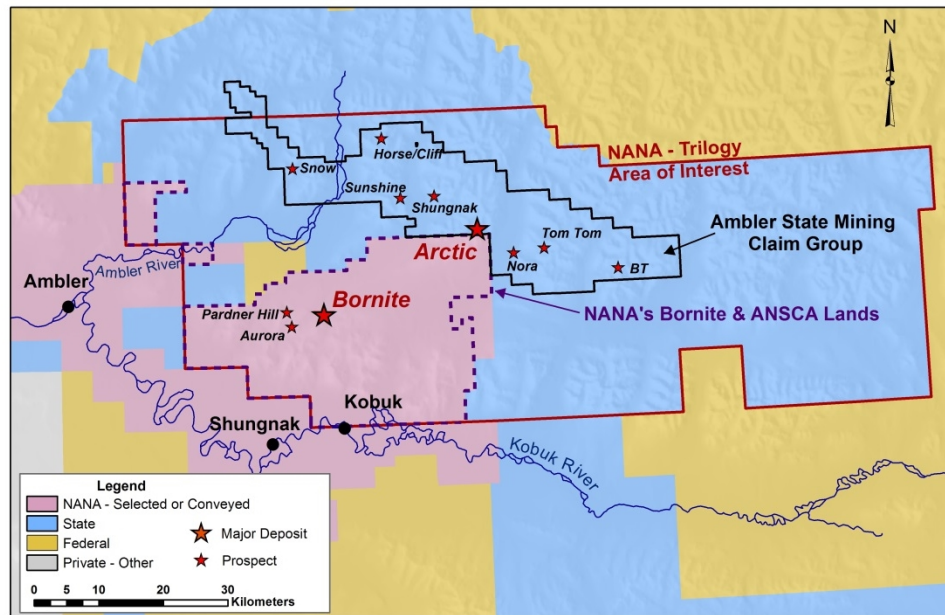 N
NANA - Trilogy
Area of Interest
Horse/Cliff
Snow
Sunshine
Shungnak
Ambler State Mining
Claim Group
Arctic
Tom Tom
Nora
BT
Ambler River
Ambler
Bornite
Pardner Hill
Aurora
NANA's Bornite & ANSCA Lands
Kobuk
Shungnak
Kobuk River
Legend
NANA - Selected or Conveyed
State
Federal
Private - Other
Major Deposit
Prospect
0 5 10 20 30
Kilometers